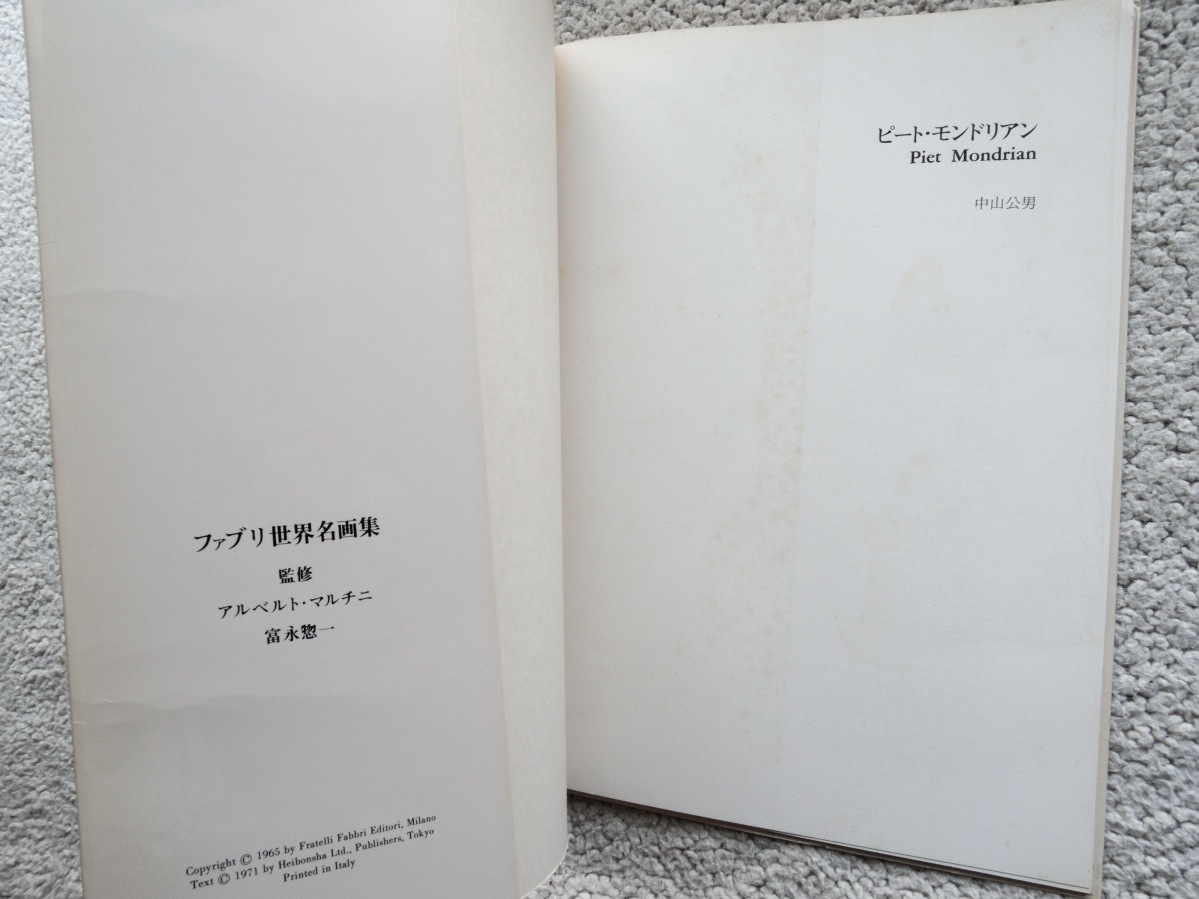 ファブリ世界名画集
監修
アルベルト・マルチニ
富永惣一
Copyright © 1965 by Fratelli Fabbri Editori, Milano
Text © 1971 by Heibonsha Ltd., Publishers, Tokyo
Printed in Italy
ピート・モンドリアン
Piet Mondrian
中山公男